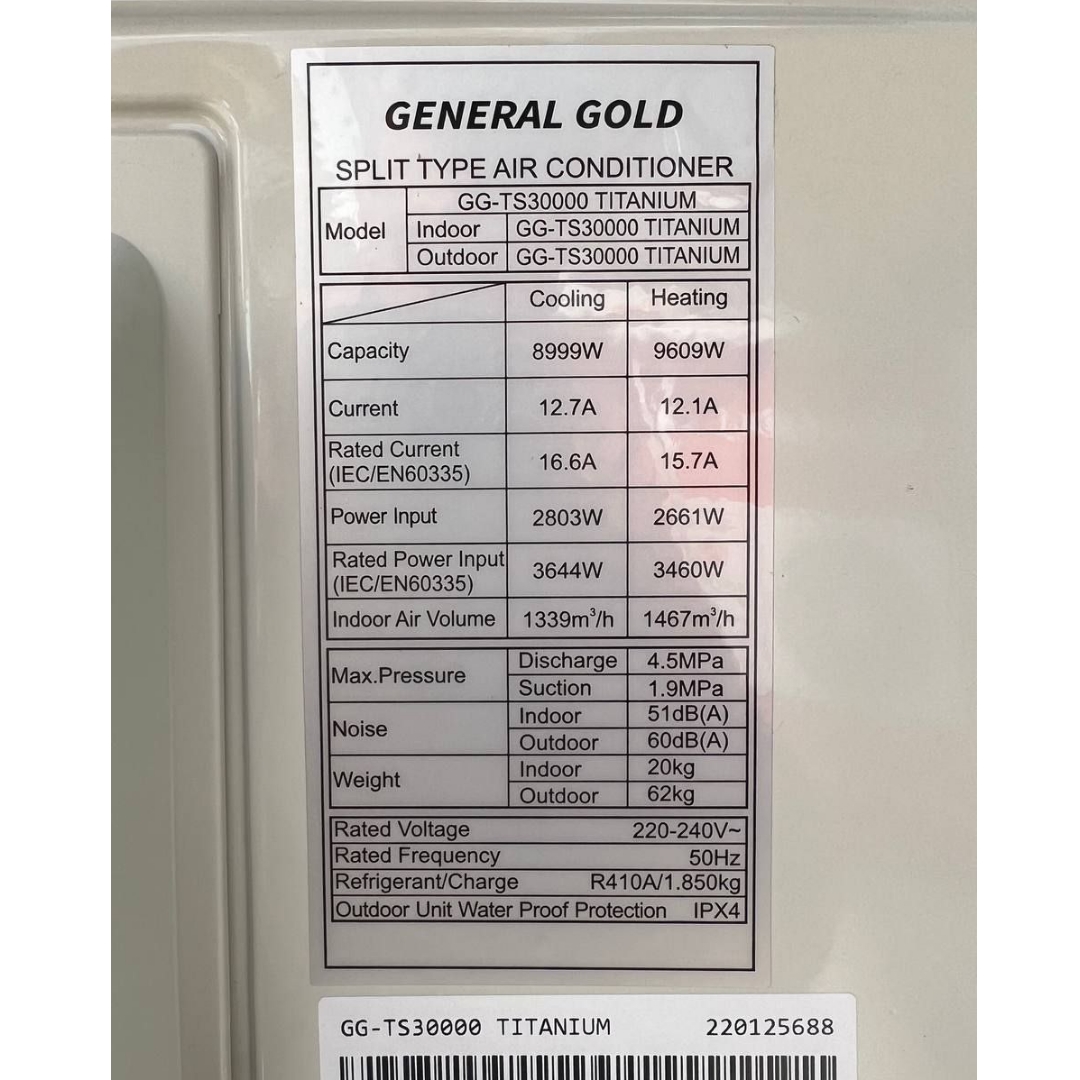 GENERAL GOLD
SPLIT TYPE AIR CONDITIONER
Model
GG-TS30000 TITANIUM
Indoor GG-TS30000 TITANIUM
Outdoor GG-TS30000 TITANIUM
Cooling Heating
Capacity 8999W 9609W
Current 12.7A 12.1A
Rated Current
(IEC/EN60335) 16.6A 15.7A
Power Input 2803W 2661W
Rated Power Input
(IEC/EN60335) 3644W 3460W
Indoor Air Volume 1339m³/h 1467m³/h
Max.Pressure
Discharge 4.5MPa
Suction 1.9MPa
Noise
Indoor 51dB(A)
Outdoor 60dB(A)
Weight
Indoor 20kg
Outdoor 62kg
Rated Voltage 220-240V~
Rated Frequency 50Hz
Refrigerant/Charge R410A/1.850kg
Outdoor Unit Water Proof Protection IPX4
GG-TS30000 TITANIUM 220125688